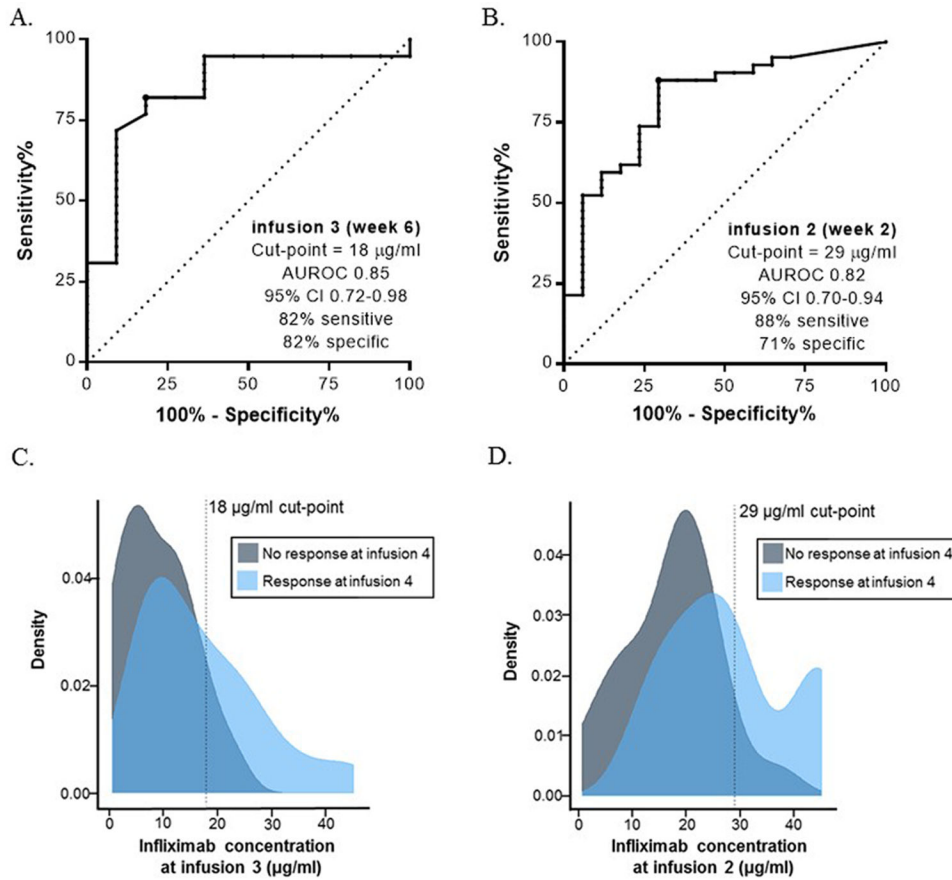 A.
100
75
50
25
0
Sensitivity%
infusion 3 (week 6)
Cut-point = 18 µg/ml
AUROC 0.85
95% CI 0.72-0.98
82% sensitive
82% specific
0
25
50
75
100
100% - Specificity%
B.
100
75
50
25
0
Sensitivity%
infusion 2 (week 2)
Cut-point = 29 µg/ml
AUROC 0.82
95% CI 0.70-0.94
88% sensitive
71% specific
0
25
50
75
100
100% - Specificity%
C.
18 µg/ml cut-point
No response at infusion 4
Response at infusion 4
0.04
0.02
0.00
Density
0
10
20
30
40
Infliximab concentration
at infusion 3 (µg/ml)
D.
29 µg/ml cut-point
No response at infusion 4
Response at infusion 4
0.04
0.03
0.02
0.01
0.00
Density
0
10
20
30
40
Infliximab concentration
at infusion 2 (µg/ml)